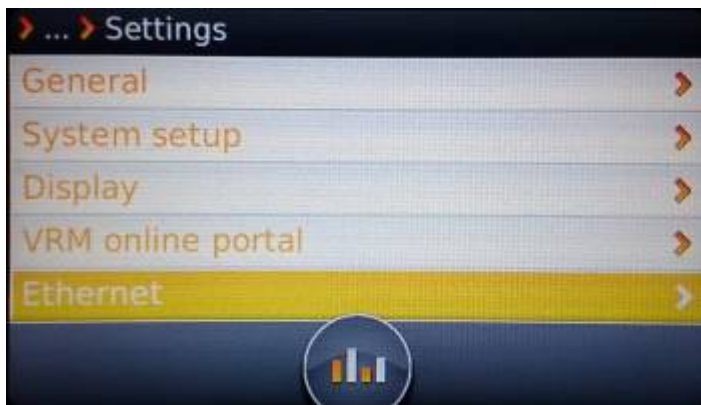 ... Settings
General
System setup
Display
VRM online portal
Ethernet